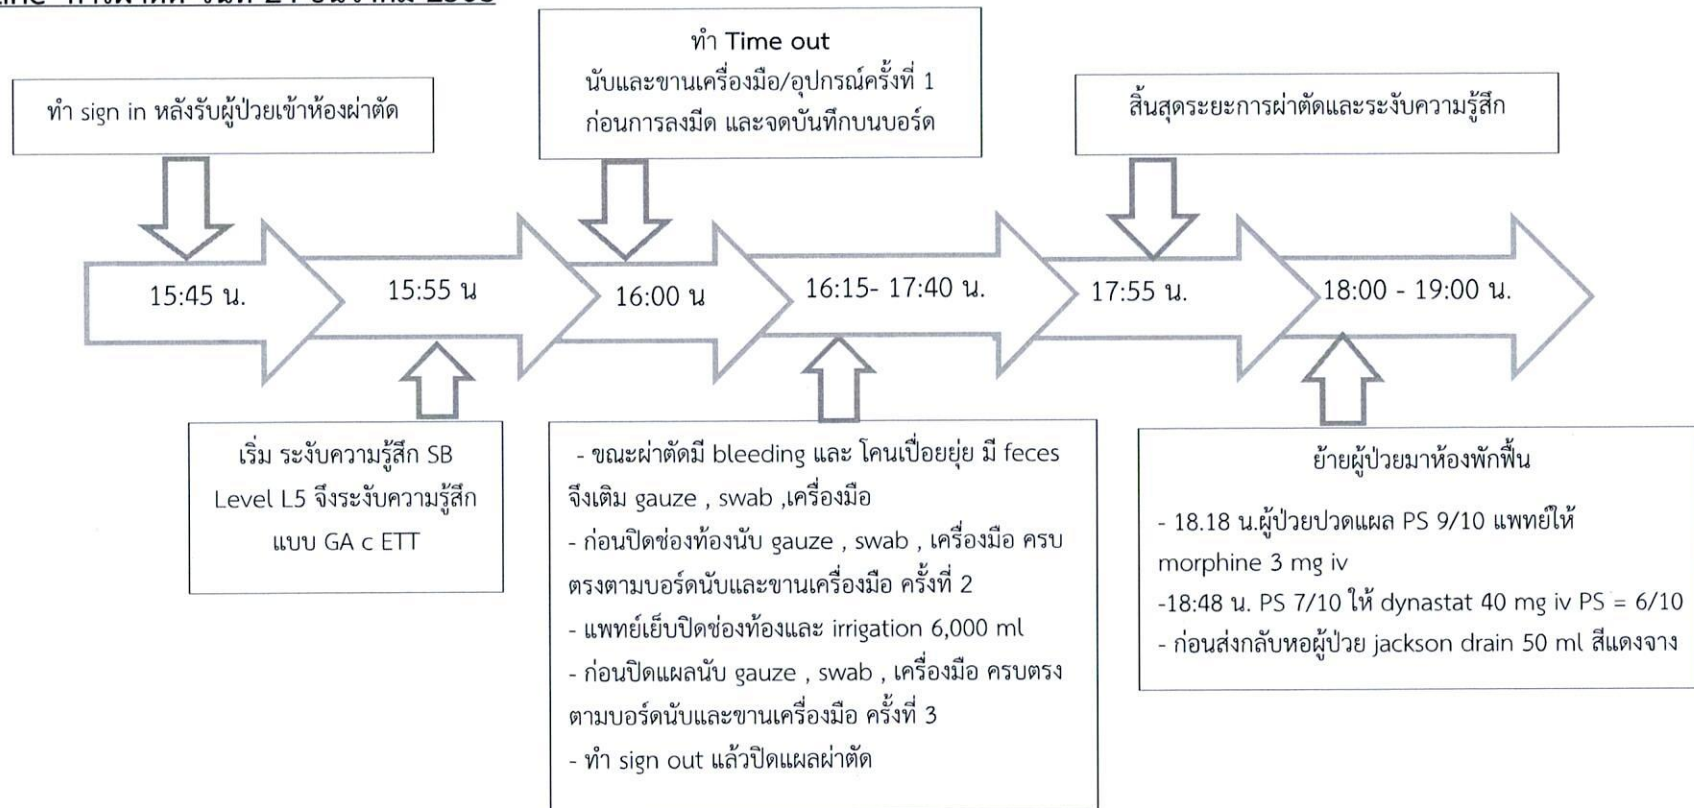 การผ่าตัด วันที่ 24 ธันวาคม 2563
ทำ Time out
นับและขานเครื่องมือ/อุปกรณ์ครั้งที่ 1
ก่อนการลงมีด และจดบันทึกบนบอร์ด
ทำ sign in หลังรับผู้ป่วยเข้าห้องผ่าตัด
สิ้นสุดระยะการผ่าตัดและระงับความรู้สึก
15:45 น.
15:55 น
16:00 น
16:15- 17:40 น.
17:55 น.
18:00 - 19:00 น.
เริ่ม ระงับความรู้สึก SB
Level L5 จึงระงับความรู้สึก
แบบ GA c ETT
- ขณะผ่าตัดมี bleeding และ โคนเปื่อยยุ่ย มี feces
จึงเติม gauze , swab ,เครื่องมือ
- ก่อนปิดช่องท้องนับ gauze , swab , เครื่องมือ ครบ
ตรงตามบอร์ดนับและขานเครื่องมือ ครั้งที่ 2
- แพทย์เย็บปิดช่องท้องและ irrigation 6,000 ml
- ก่อนปิดแผลนับ gauze , swab , เครื่องมือ ครบตรง
ตามบอร์ดนับและขานเครื่องมือ ครั้งที่ 3
- ทำ sign out แล้วปิดแผลผ่าตัด
ย้ายผู้ป่วยมาห้องพักฟื้น
- 18.18 น.ผู้ป่วยปวดแผล PS 9/10 แพทย์ให้
morphine 3 mg iv
-18:48 น. PS 7/10 ให้ dynastat 40 mg iv PS = 6/10
- ก่อนส่งกลับหอผู้ป่วย jackson drain 50 ml สีแดงจาง